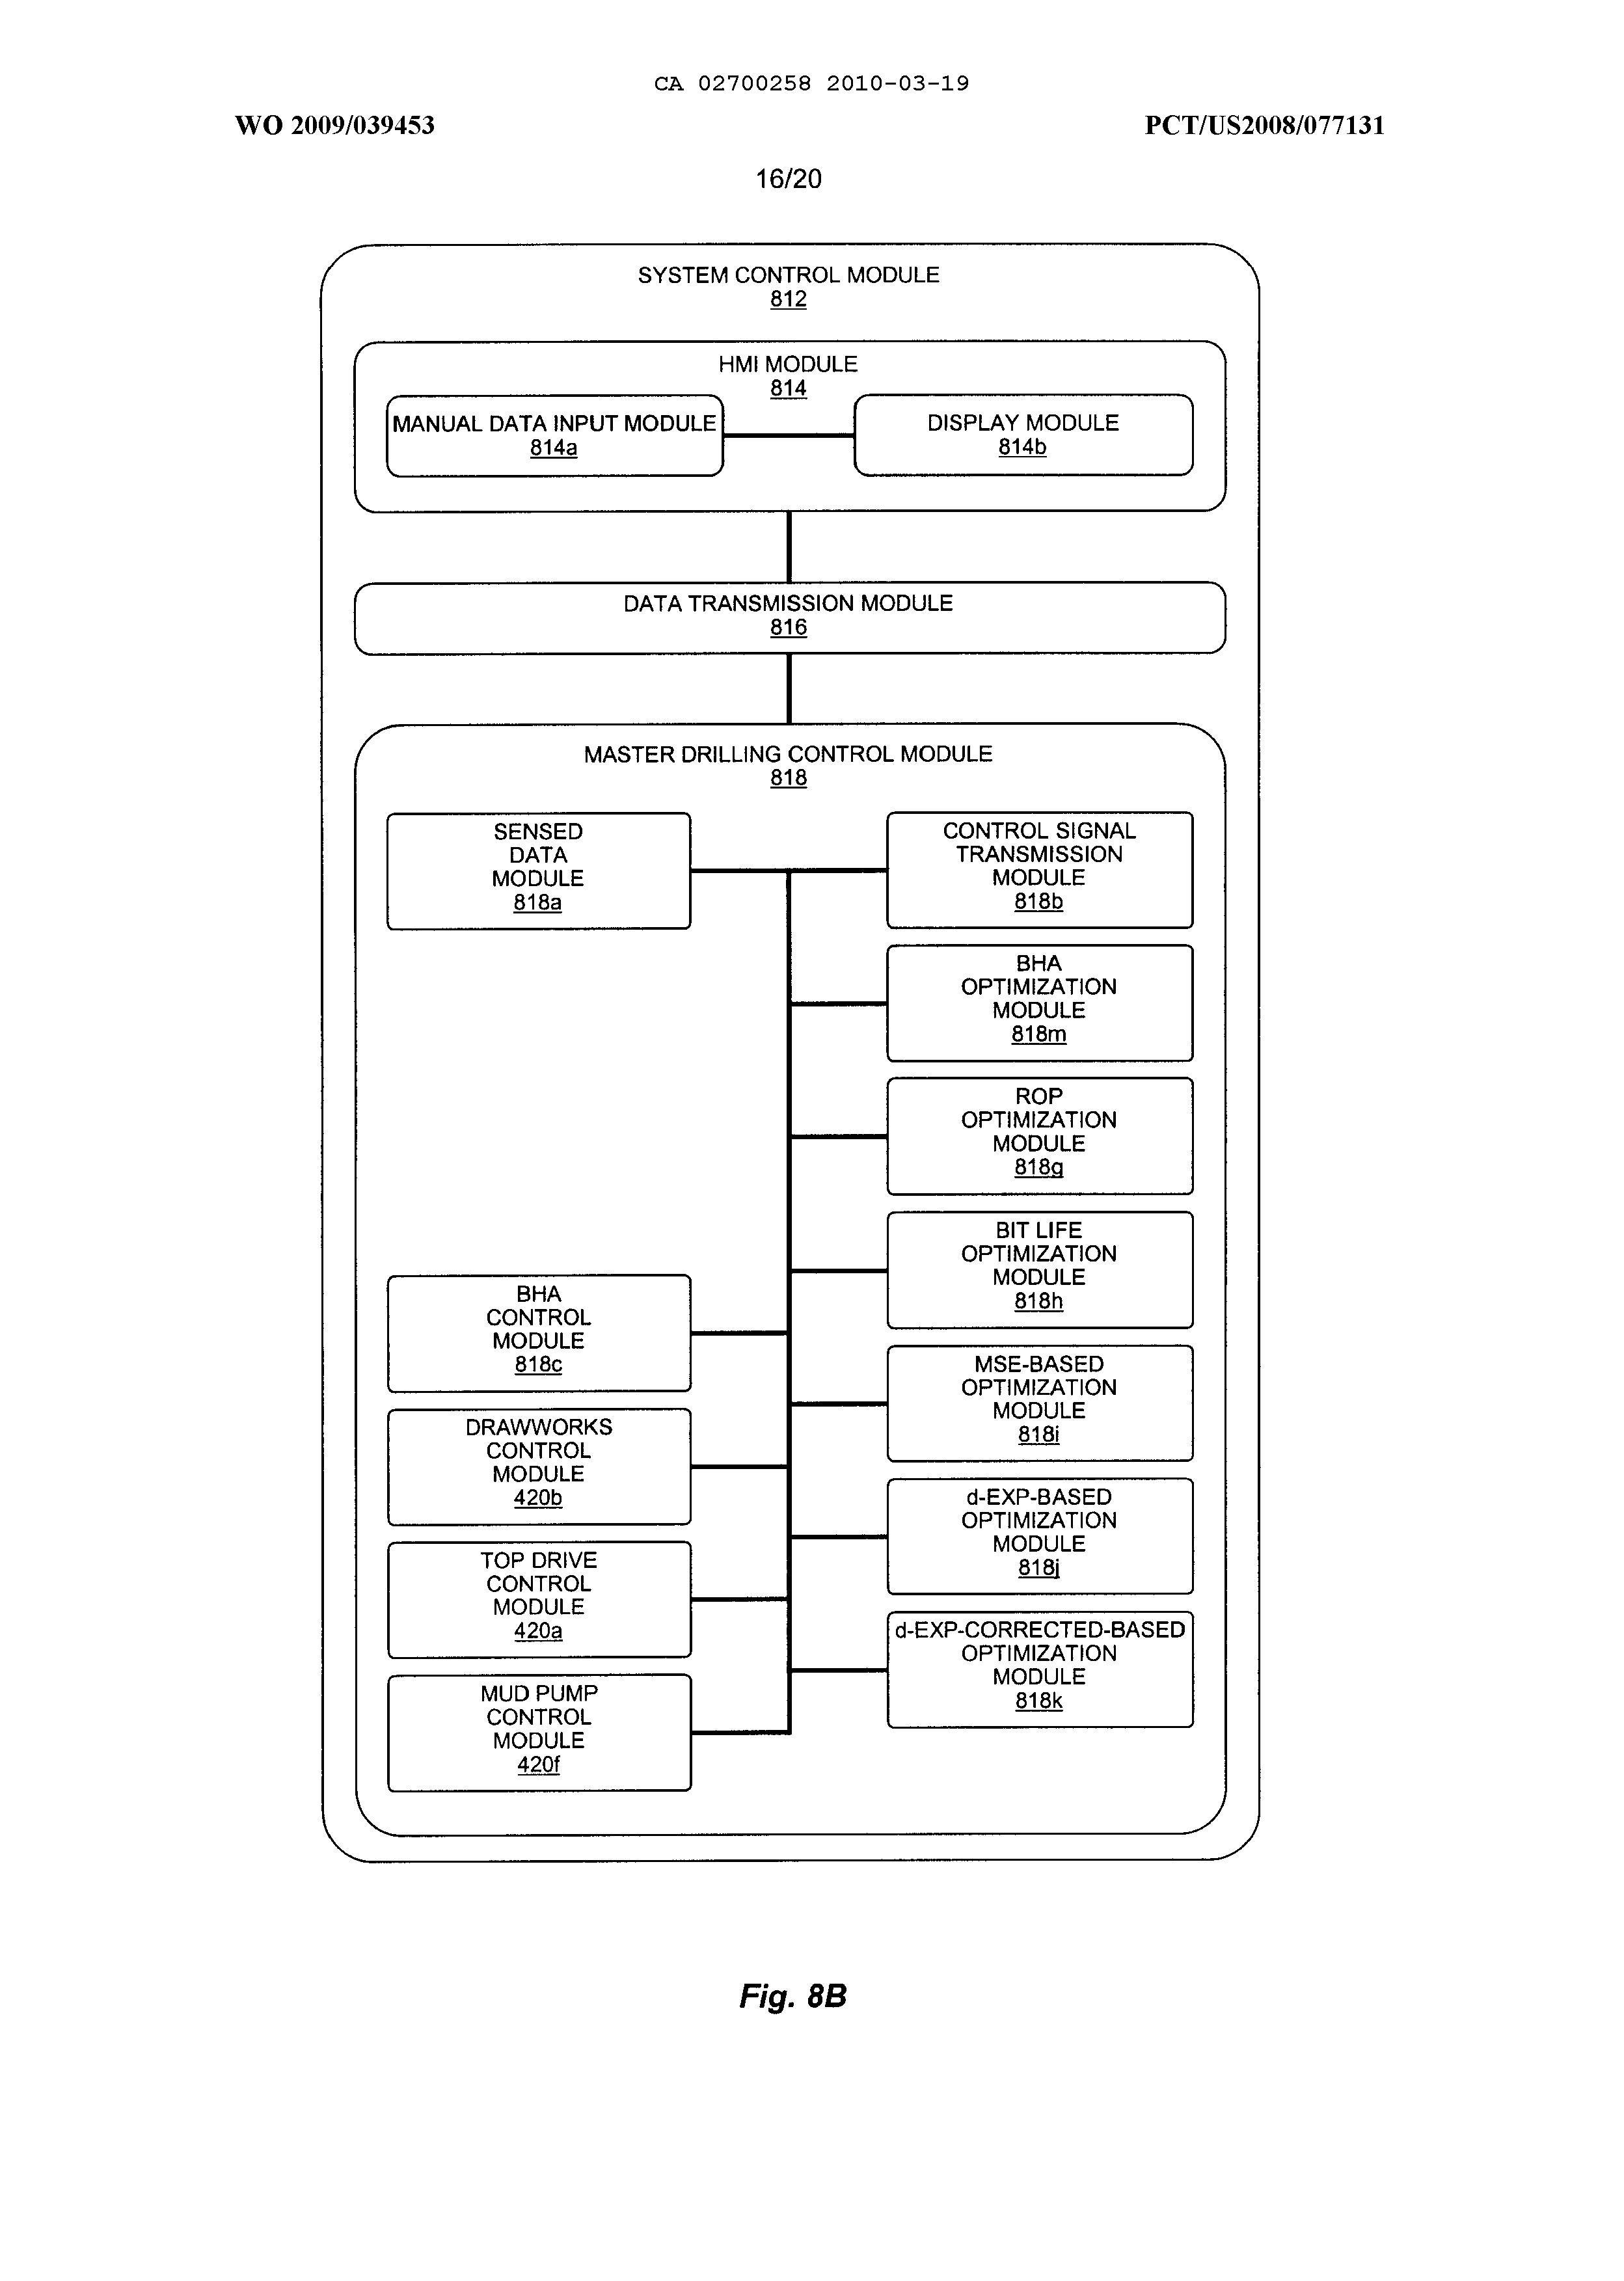 CA 02700258 2010-03-19
WO 2009/039453
PCT/US2008/077131
16/20
SYSTEM CONTROL MODULE
812
HMI MODULE
814
MANUAL DATA INPUT MODULE
814a
DISPLAY MODULE
814b
DATA TRANSMISSION MODULE
816
MASTER DRILLING CONTROL MODULE
818
SENSED
DATA
MODULE
818a
CONTROL SIGNAL
TRANSMISSION
MODULE
818b
BHA
OPTIMIZATION
MODULE
818m
ROP
OPTIMIZATION
MODULE
818g
BIT LIFE
OPTIMIZATION
MODULE
818h
BHA
CONTROL
MODULE
818c
MSE-BASED
OPTIMIZATION
MODULE
818i
DRAWWORKS
CONTROL
MODULE
420b
d-EXP-BASED
OPTIMIZATION
MODULE
818j
TOP DRIVE
CONTROL
MODULE
420a
d-EXP-CORRECTED-BASED
OPTIMIZATION
MODULE
818k
MUD PUMP
CONTROL
MODULE
420f
Fig. 8B